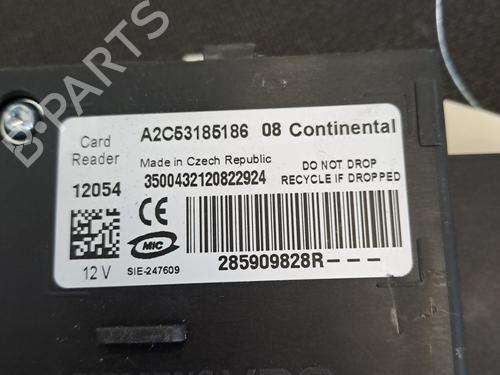 B-PARTS
A2C53185186 08 Continental
Card
Reader
Made in Czech Republic
DO NOT DROP
12054
3500432120822924
RECYCLE IF DROPPED
CE
MIC
12 V
SIE-247609
285909828R---